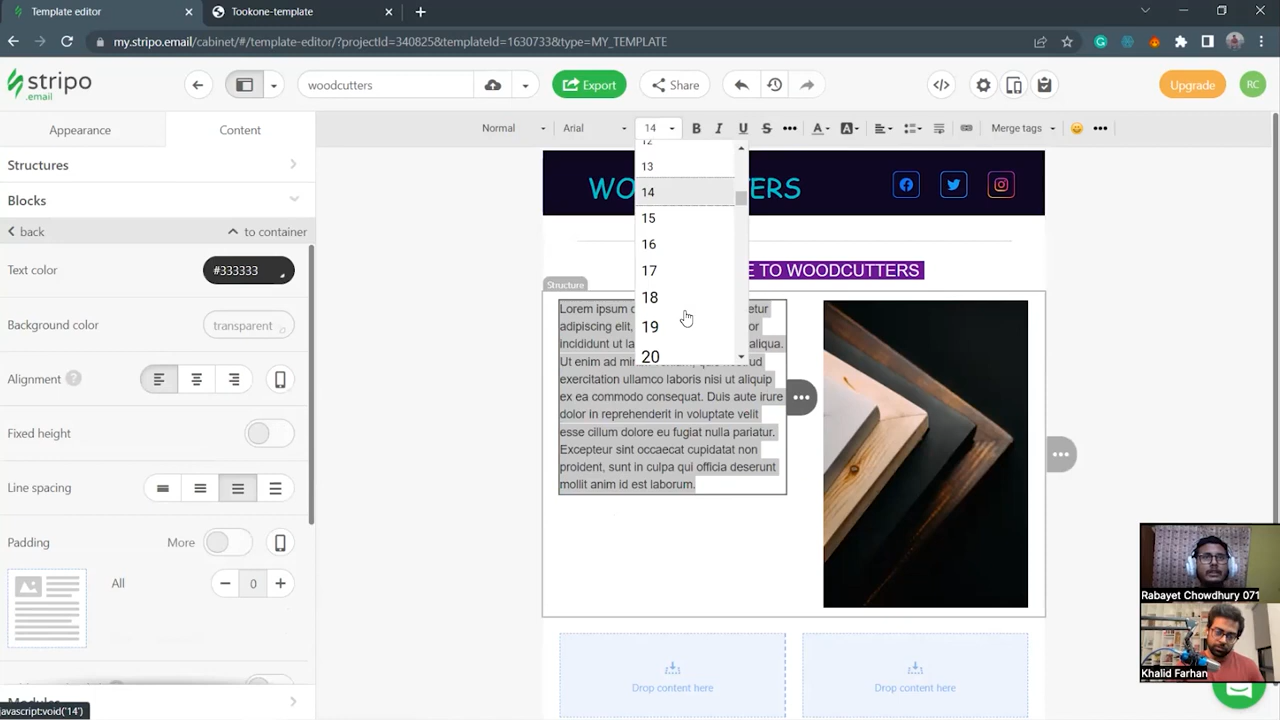 Template editor
Tookone-template
my.stripo.email/cabinet/#/template-editor/?projectId=340825&templateId=1630733&type=MY_TEMPLATE
stripo
.email
woodcutters
Export
Share
Upgrade
RC
Appearance
Content
Normal
Arial
14
B
I
U
S
A
A
Merge tags
Structures
Blocks
back
to container
Text color
#333333
Background color
transparent
Alignment
?
Fixed height
Line spacing
Padding
More
All
0
Modules
javascript:void('14')
12
13
14
15
16
17
18
19
20
WO
TTERS
E TO WOODCUTTERS
Structure
Lorem ipsum
etur
adipiscing elit,
or
incididunt ut la
aliqua.
Ut enim ad min
exercitation ullamco laboris nisi ut aliquip
ex ea commodo consequat. Duis aute irure
dolor in reprehenderit in voluptate velit
esse cillum dolore eu fugiat nulla pariatur.
Excepteur sint occaecat cupidatat non
proident, sunt in culpa qui officia deserunt
mollit anim id est laborum.
Drop content here
Drop content here
Rabayet Chowdhury 071
Khalid Farhan